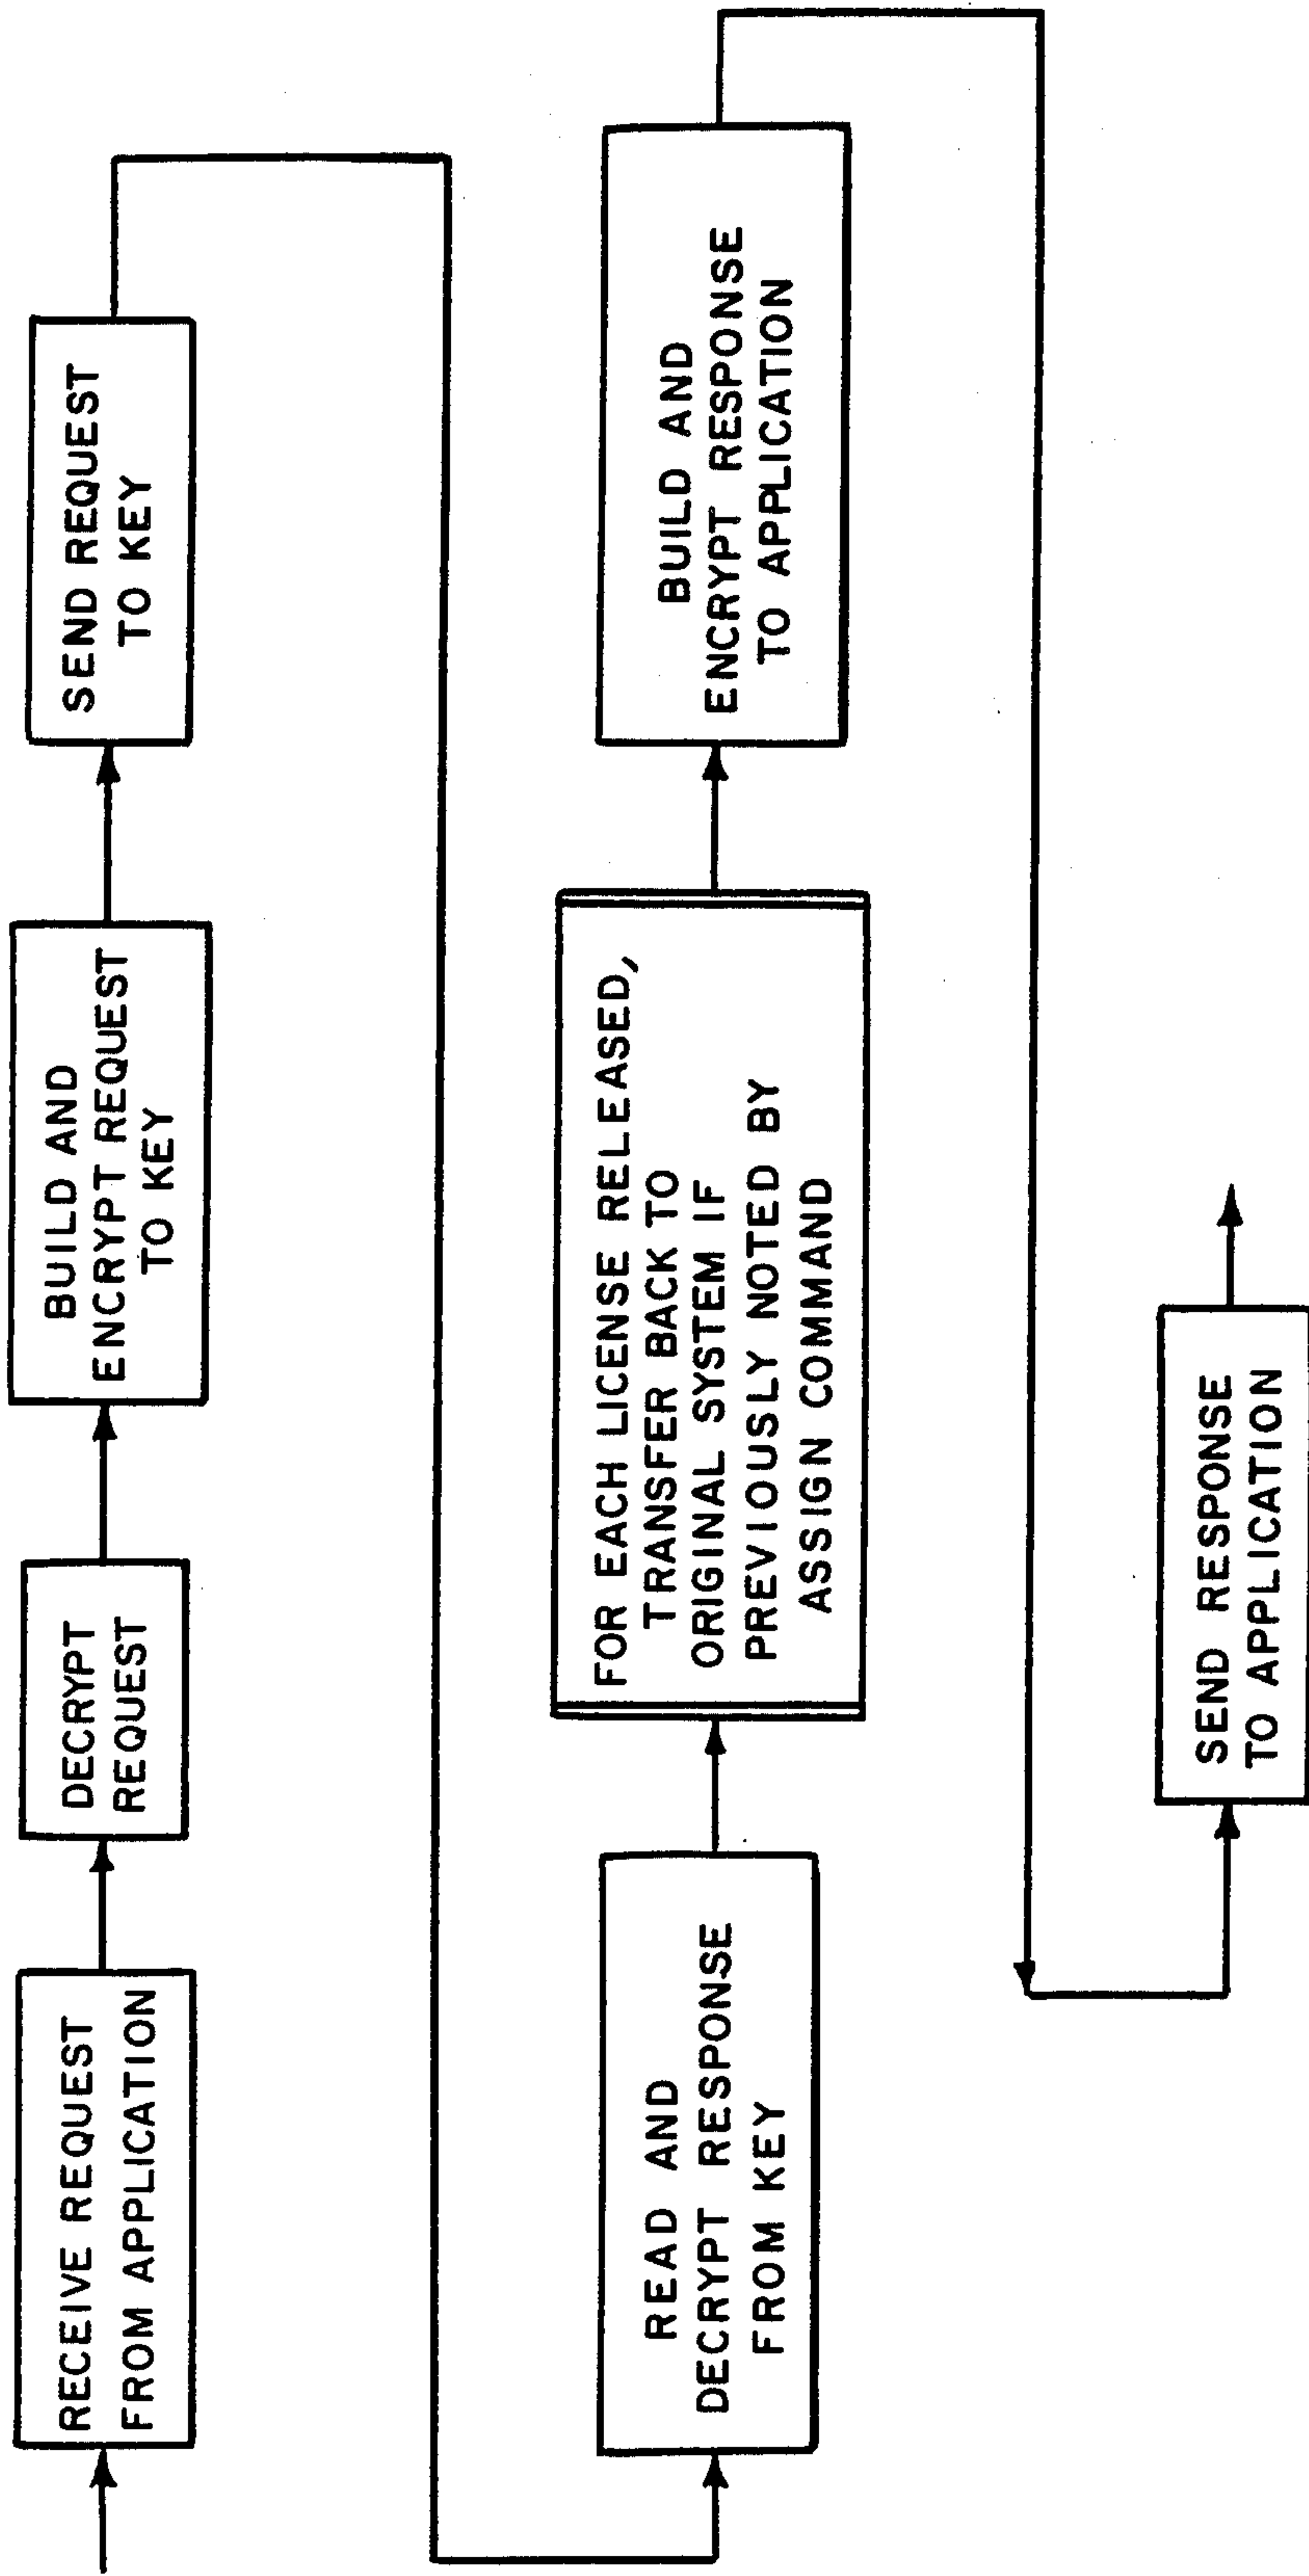 RECEIVE REQUEST
FROM APPLICATION
DECRYPT
REQUEST
BUILD AND
ENCRYPT REQUEST
TO KEY
SEND REQUEST
TO KEY
READ AND
DECRYPT RESPONSE
FROM KEY
FOR EACH LICENSE RELEASED,
TRANSFER BACK TO
ORIGINAL SYSTEM IF
PREVIOUSLY NOTED BY
ASSIGN COMMAND
BUILD AND
ENCRYPT RESPONSE
TO APPLICATION
SEND RESPONSE
TO APPLICATION